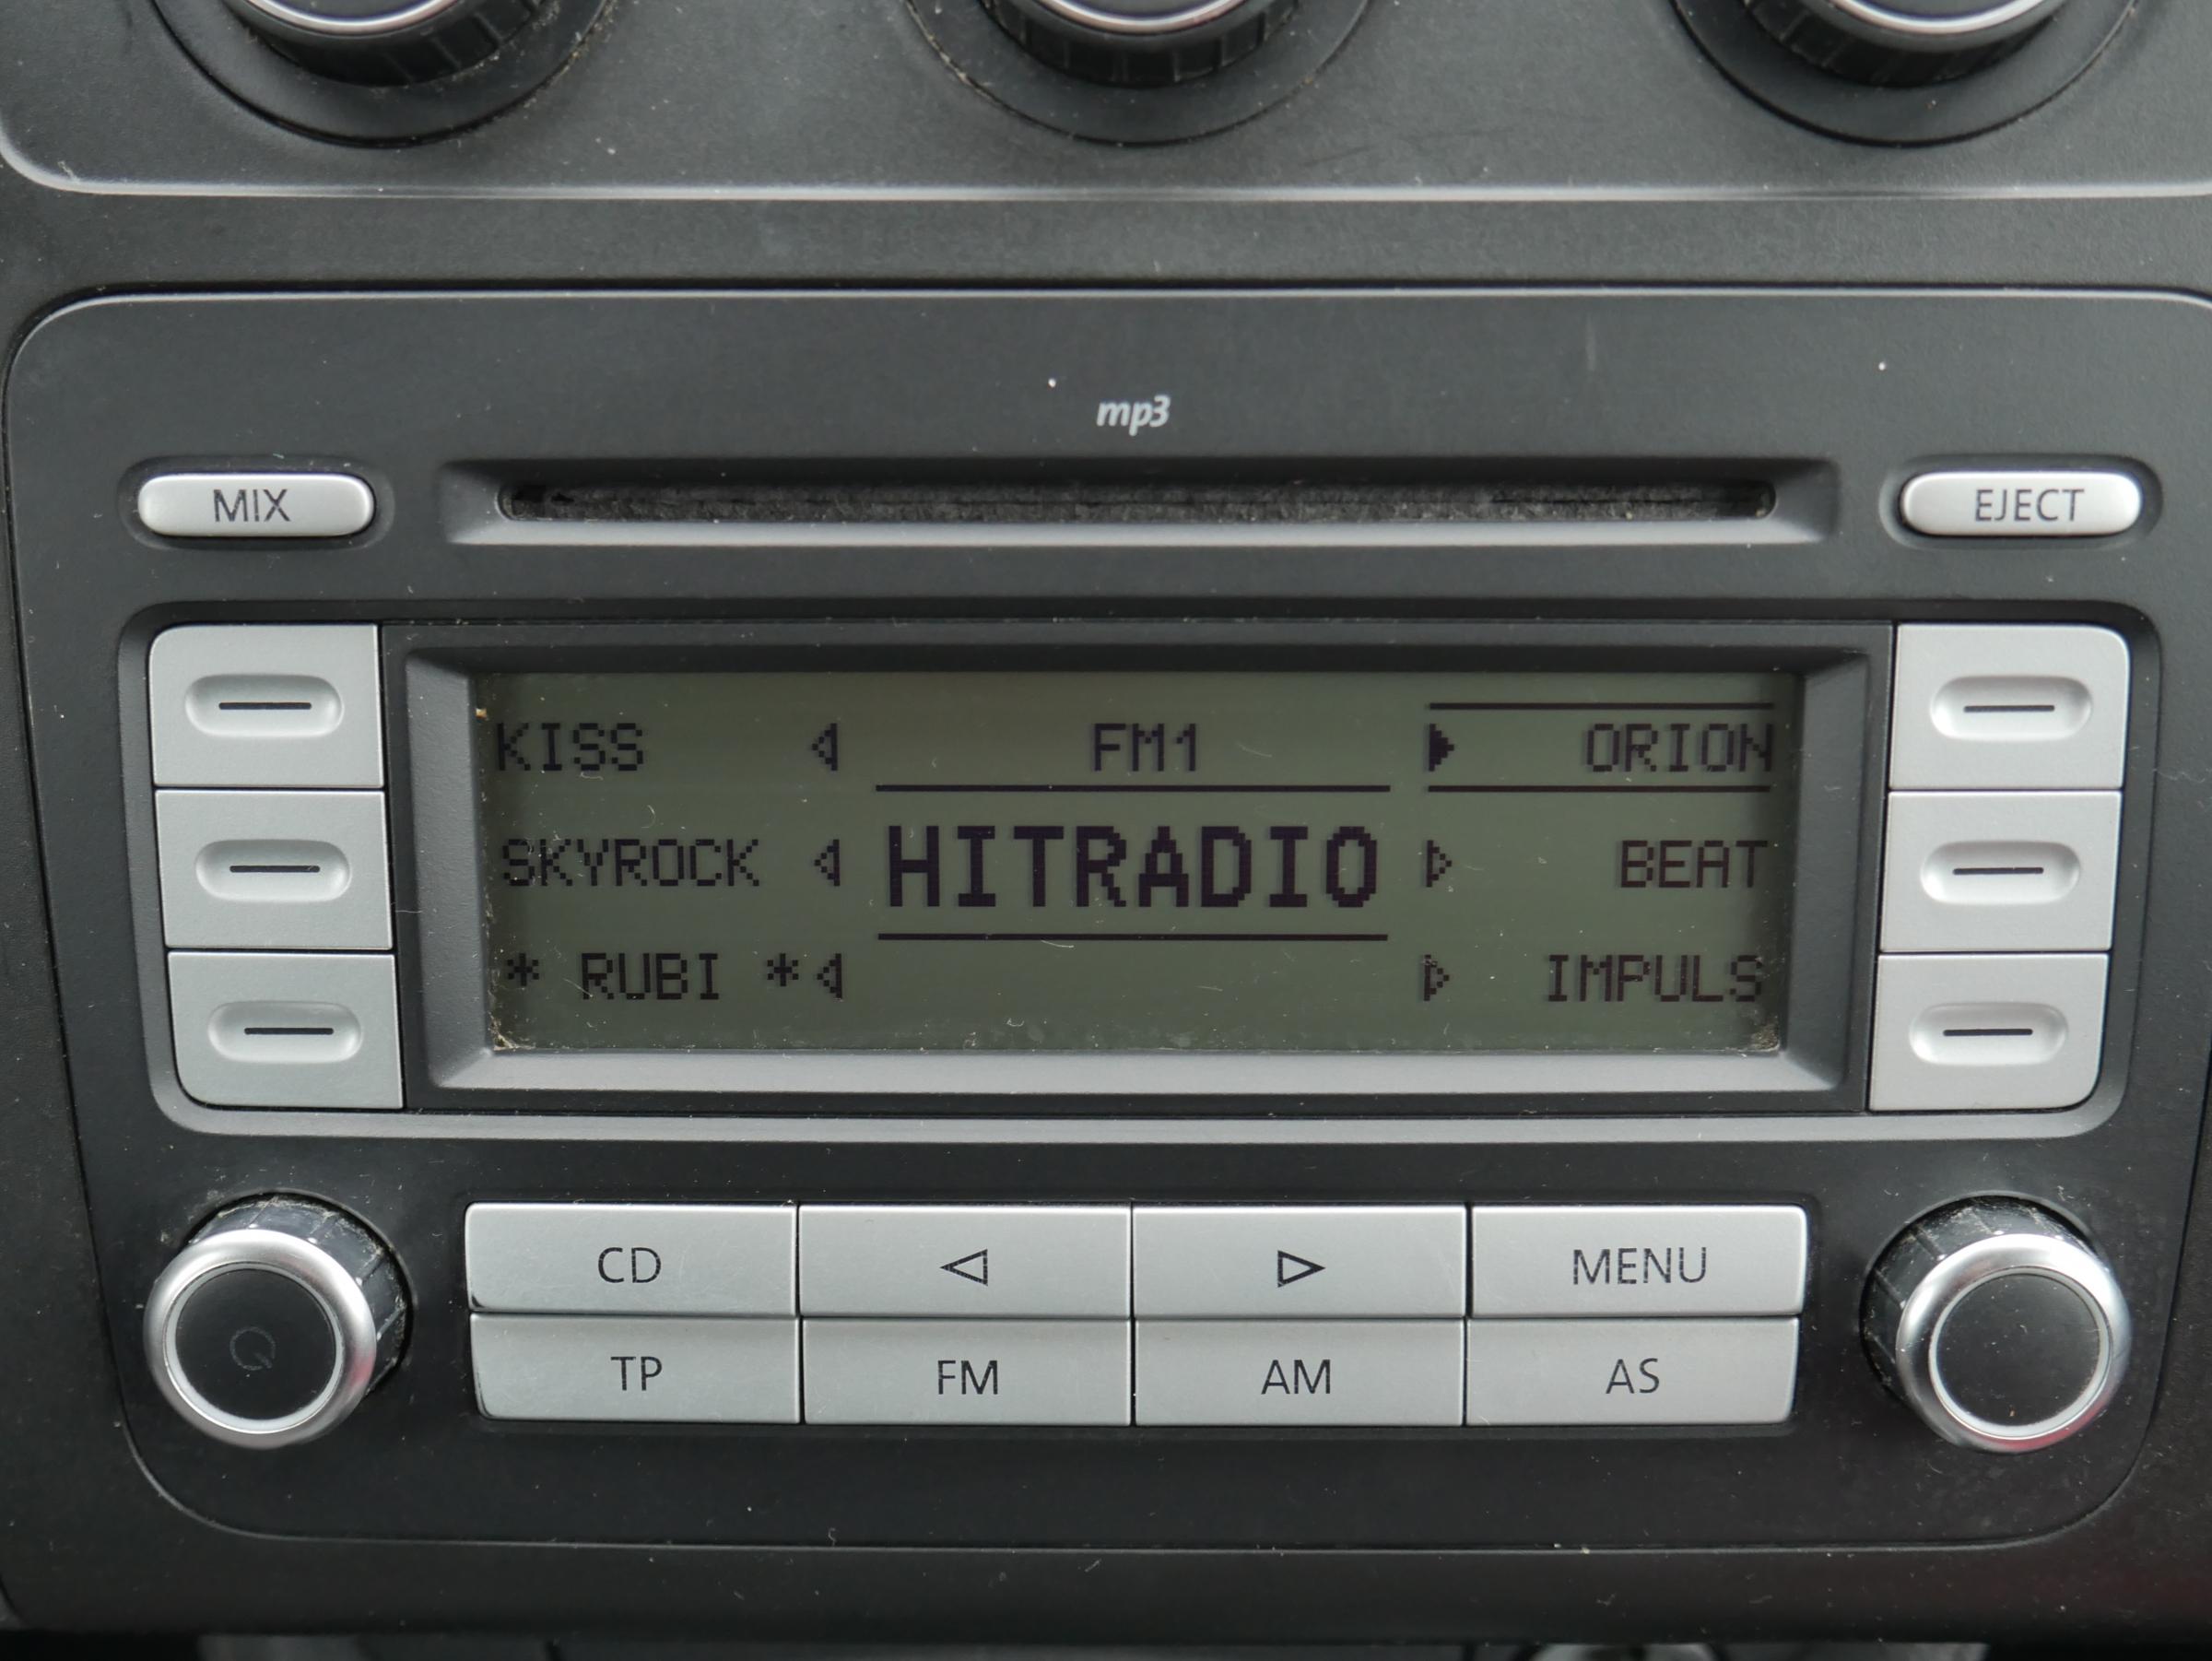 mp3
MIX EJECT
KISS FM1 ORION
SKYROCK HITRADIO BEAT
* RUBI * IMPULS
CD MENU
TP FM AM AS